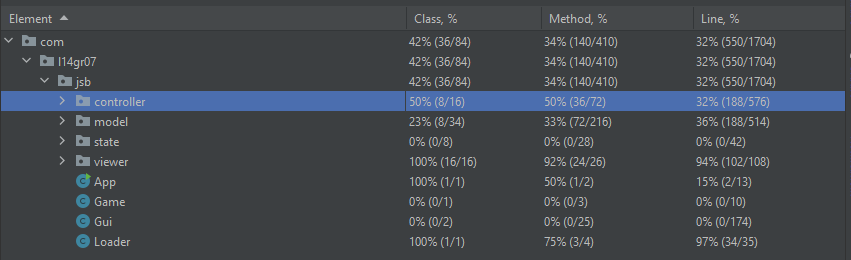 Element Class, % Method, % Line, %
com 42% (36/84) 34% (140/410) 32% (550/1704)
l14gr07 42% (36/84) 34% (140/410) 32% (550/1704)
jsb 42% (36/84) 34% (140/410) 32% (550/1704)
controller 50% (8/16) 50% (36/72) 32% (188/576)
model 23% (8/34) 33% (72/216) 36% (188/514)
state 0% (0/8) 0% (0/28) 0% (0/42)
viewer 100% (16/16) 92% (24/26) 94% (102/108)
App 100% (1/1) 50% (1/2) 15% (2/13)
Game 0% (0/1) 0% (0/3) 0% (0/10)
Gui 0% (0/2) 0% (0/25) 0% (0/174)
Loader 100% (1/1) 75% (3/4) 97% (34/35)